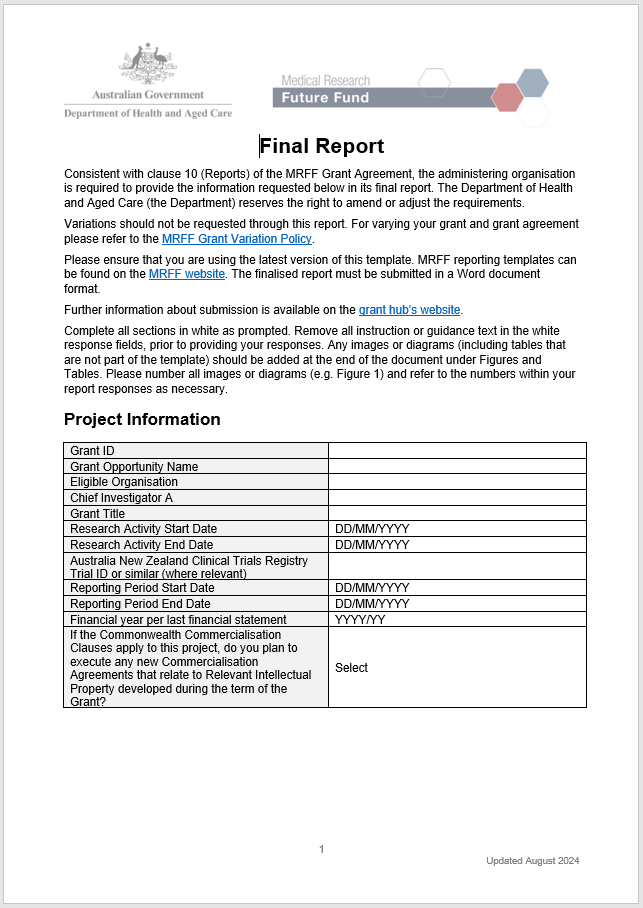 Australian Government
Department of Health and Aged Care
Medical Research
Future Fund
Final Report
Consistent with clause 10 (Reports) of the MRFF Grant Agreement, the administering organisation
is required to provide the information requested below in its final report. The Department of Health
and Aged Care (the Department) reserves the right to amend or adjust the requirements.
Variations should not be requested through this report. For varying your grant and grant agreement
please refer to the MRFF Grant Variation Policy.
Please ensure that you are using the latest version of this template. MRFF reporting templates can
be found on the MRFF website. The finalised report must be submitted in a Word document
format.
Further information about submission is available on the grant hub's website.
Complete all sections in white as prompted. Remove all instruction or guidance text in the white
response fields, prior to providing your responses. Any images or diagrams (including tables that
are not part of the template) should be added at the end of the document under Figures and
Tables. Please number all images or diagrams (e.g. Figure 1) and refer to the numbers within your
report responses as necessary.
Project Information
Grant ID
Grant Opportunity Name
Eligible Organisation
Chief Investigator A
Grant Title
Research Activity Start Date DD/MM/YYYY
Research Activity End Date DD/MM/YYYY
Australia New Zealand Clinical Trials Registry
Trial ID or similar (where relevant)
Reporting Period Start Date DD/MM/YYYY
Reporting Period End Date DD/MM/YYYY
Financial year per last financial statement YYYY/YY
If the Commonwealth Commercialisation
Clauses apply to this project, do you plan to
execute any new Commercialisation
Agreements that relate to Relevant Intellectual
Property developed during the term of the
Grant?
Select
1
Updated August 2024